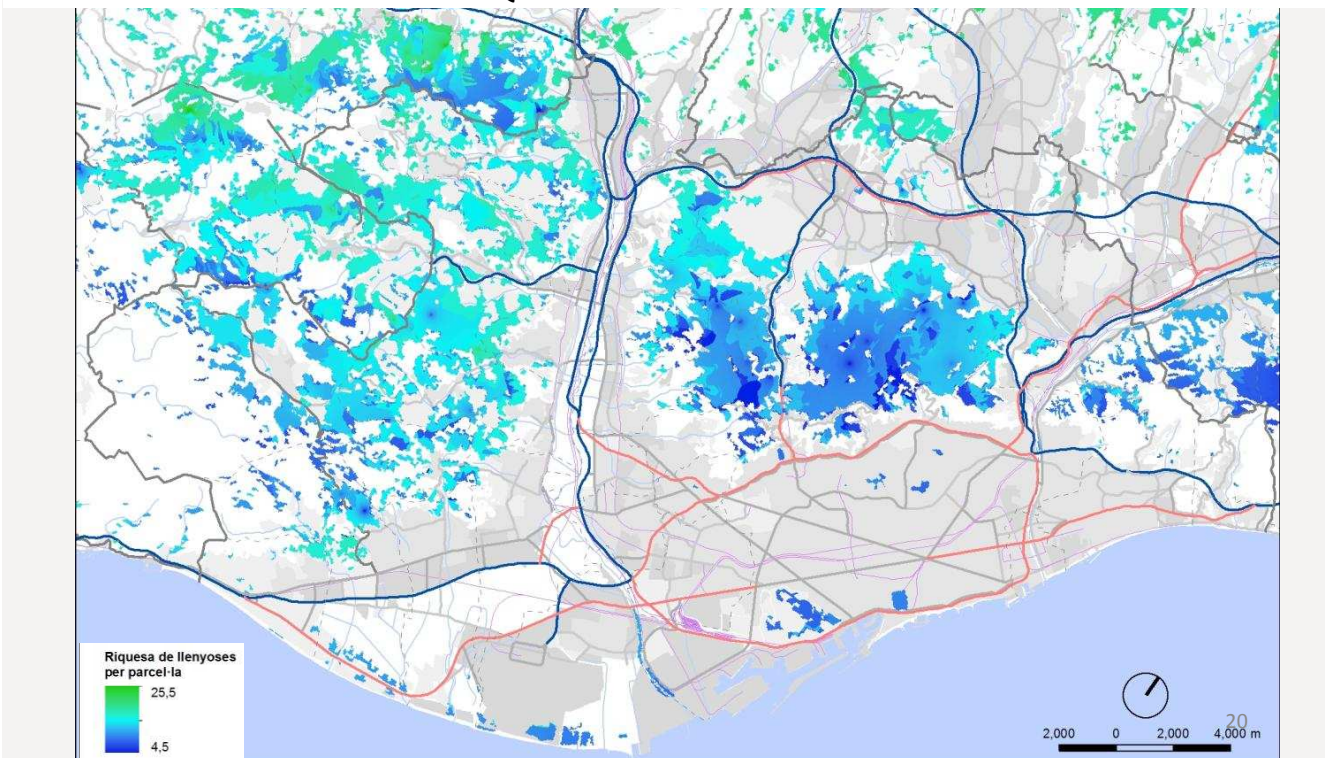 Riquesa de llenyoses
per parcel·la
25,5
4,5
20
2,000 0 2,000 4,000 m